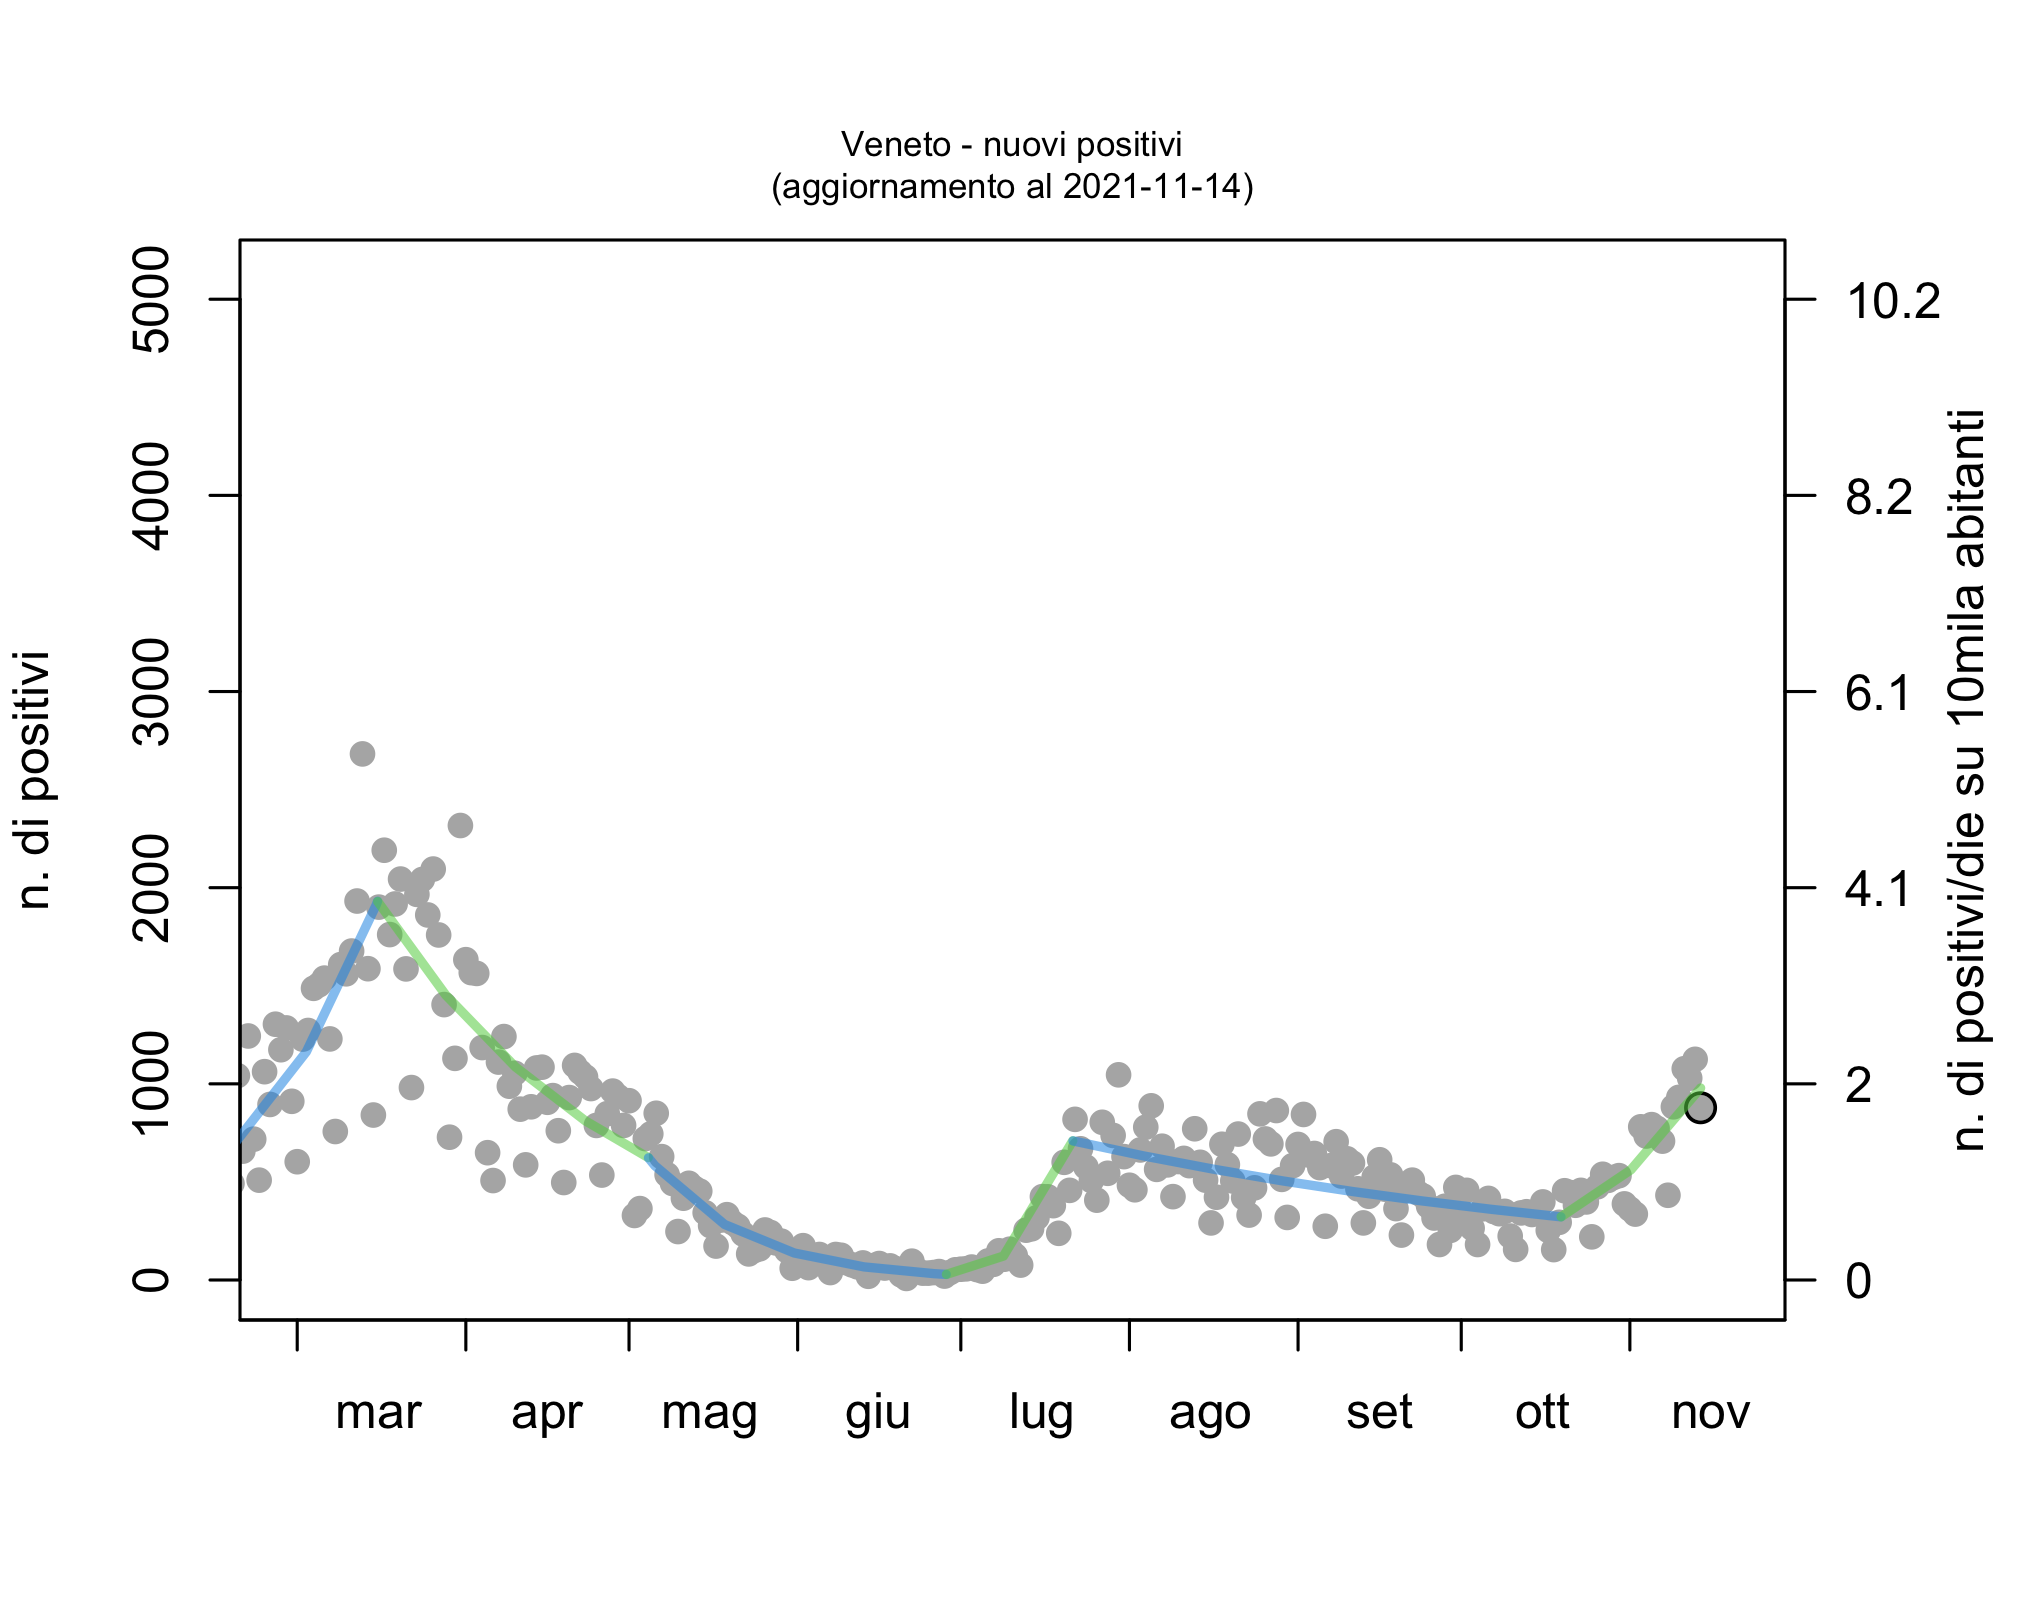 Veneto - nuovi positivi
(aggiornamento al 2021-11-14)
n. di positivi
5000
4000
3000
2000
1000
0
10.2
8.2
6.1
4.1
2
0
n. di positivi/die su 10mila abitanti
mar apr mag giu lug ago set ott nov